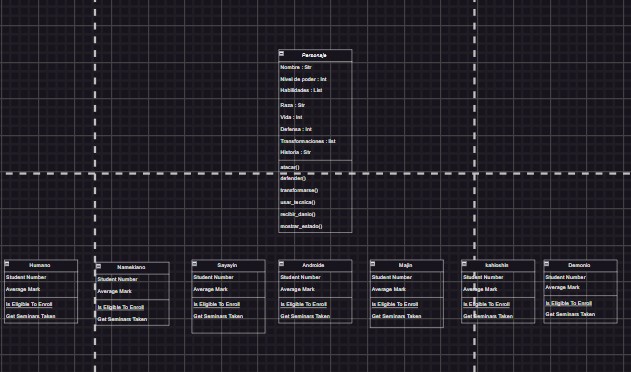 Personaje
Nombre : Str
Nivel de poder : Int
Habilidades : List
Raza : Str
Vida : Int
Defensa : Int
Transformaciones : list
Historia : Str
atacar()
defender()
transformarse()
usar_tecnica()
recibir_danio()
mostrar_estado()
Humano
Student Number
Average Mark
Is Eligible To Enroll
Get Seminars Taken
Namekiano
Student Number
Average Mark
Is Eligible To Enroll
Get Seminars Taken
Sayayin
Student Number
Average Mark
Is Eligible To Enroll
Get Seminars Taken
Androide
Student Number
Average Mark
Is Eligible To Enroll
Get Seminars Taken
Majin
Student Number
Average Mark
Is Eligible To Enroll
Get Seminars Taken
Student Number
Average Mark
Is Eligible To Enroll
Get Seminars Taken
Demonio
Student Number
Average Mark
Is Eligible To Enroll
Get Seminars Taken